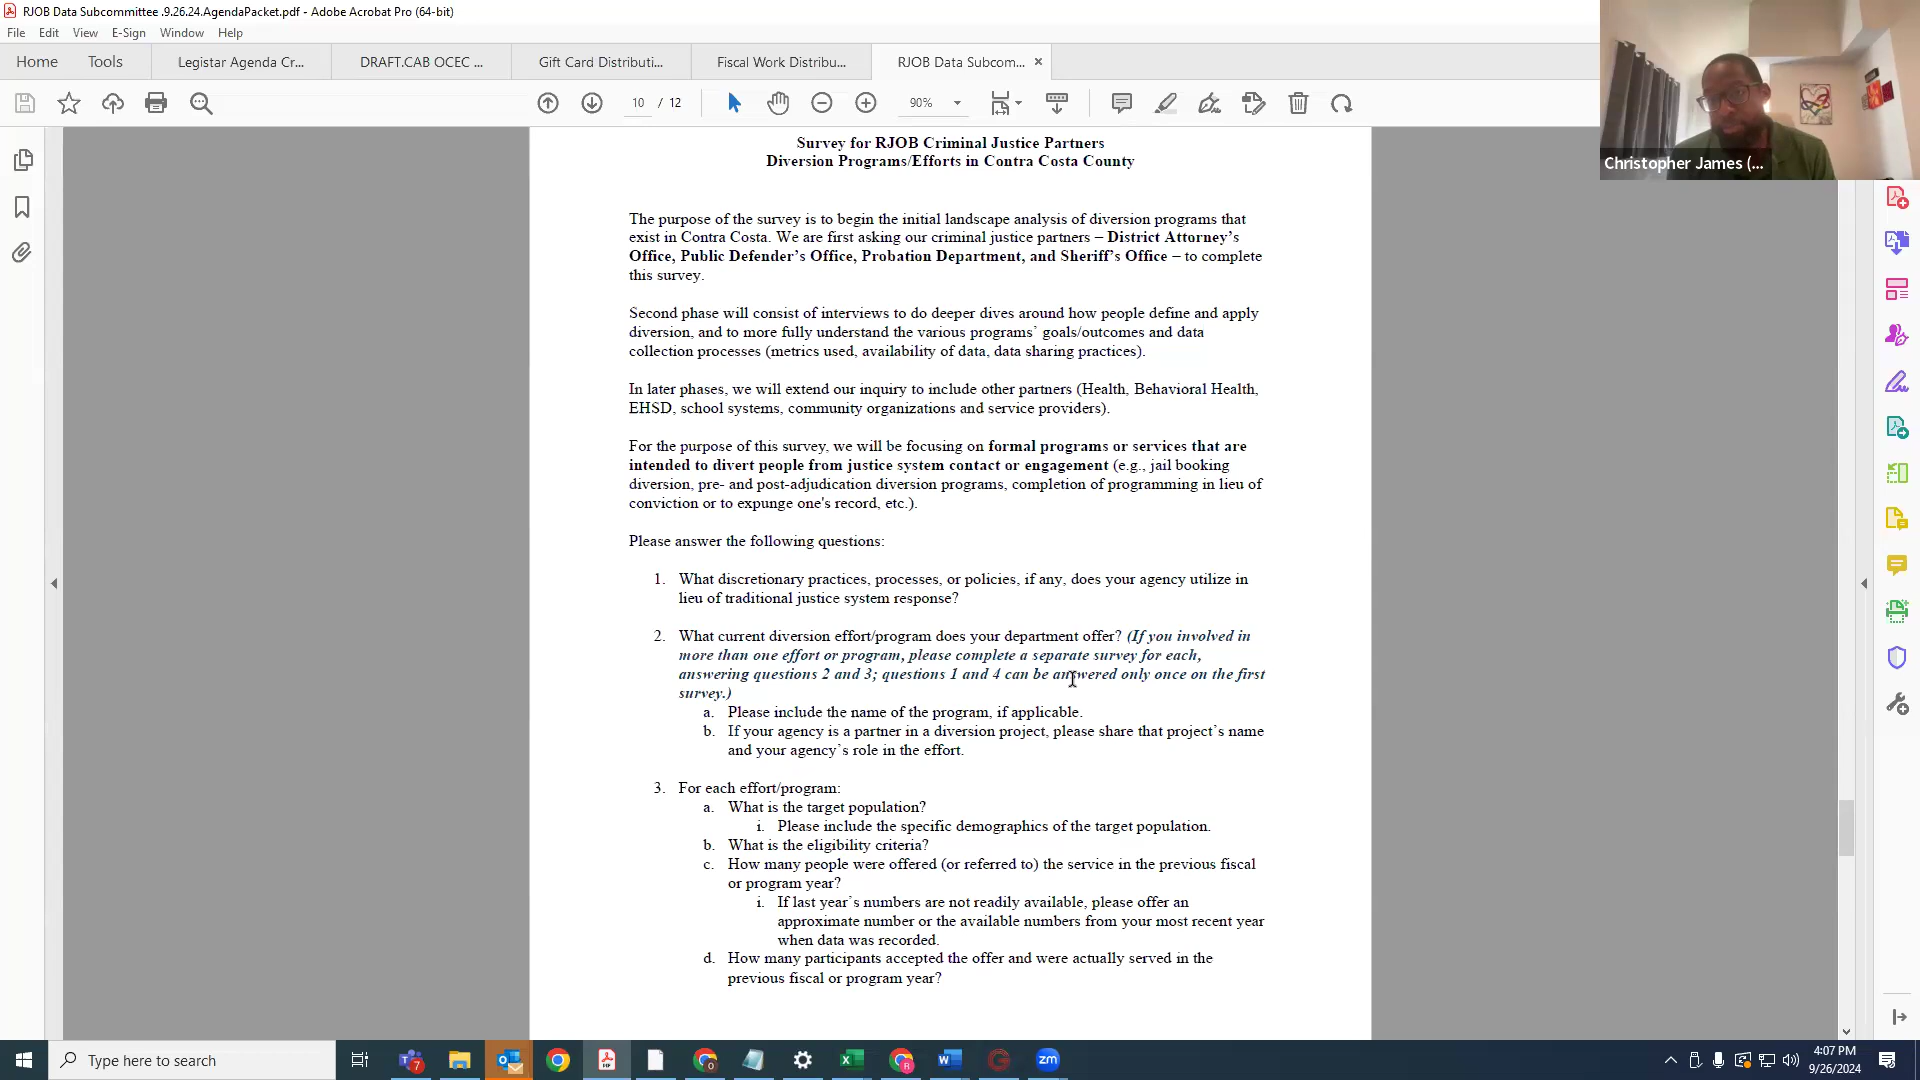 RJOB Data Subcommittee .9.26.24.AgendaPacket.pdf - Adobe Acrobat Pro (64-bit)
File Edit View E-Sign Window Help
Home Tools Legistar Agenda Cr... DRAFT.CAB OCEC ... Gift Card Distributi... Fiscal Work Distribu... RJOB Data Subcom... ×
10 / 12 90%
Christopher James (...
Survey for RJOB Criminal Justice Partners
Diversion Programs/Efforts in Contra Costa County
The purpose of the survey is to begin the initial landscape analysis of diversion programs that
exist in Contra Costa. We are first asking our criminal justice partners – District Attorney's
Office, Public Defender's Office, Probation Department, and Sheriff's Office – to complete
this survey.
Second phase will consist of interviews to do deeper dives around how people define and apply
diversion, and to more fully understand the various programs' goals/outcomes and data
collection processes (metrics used, availability of data, data sharing practices).
In later phases, we will extend our inquiry to include other partners (Health, Behavioral Health,
EHSD, school systems, community organizations and service providers).
For the purpose of this survey, we will be focusing on formal programs or services that are
intended to divert people from justice system contact or engagement (e.g., jail booking
diversion, pre- and post-adjudication diversion programs, completion of programming in lieu of
conviction or to expunge one's record, etc.).
Please answer the following questions:
1. What discretionary practices, processes, or policies, if any, does your agency utilize in
lieu of traditional justice system response?
2. What current diversion effort/program does your department offer? (If you involved in
more than one effort or program, please complete a separate survey for each,
answering questions 2 and 3; questions 1 and 4 can be answered only once on the first
survey.)
a. Please include the name of the program, if applicable.
b. If your agency is a partner in a diversion project, please share that project's name
and your agency's role in the effort.
3. For each effort/program:
a. What is the target population?
i. Please include the specific demographics of the target population.
b. What is the eligibility criteria?
c. How many people were offered (or referred to) the service in the previous fiscal
or program year?
i. If last year's numbers are not readily available, please offer an
approximate number or the available numbers from your most recent year
when data was recorded.
d. How many participants accepted the offer and were actually served in the
previous fiscal or program year?
Type here to search
4:07 PM
9/26/2024